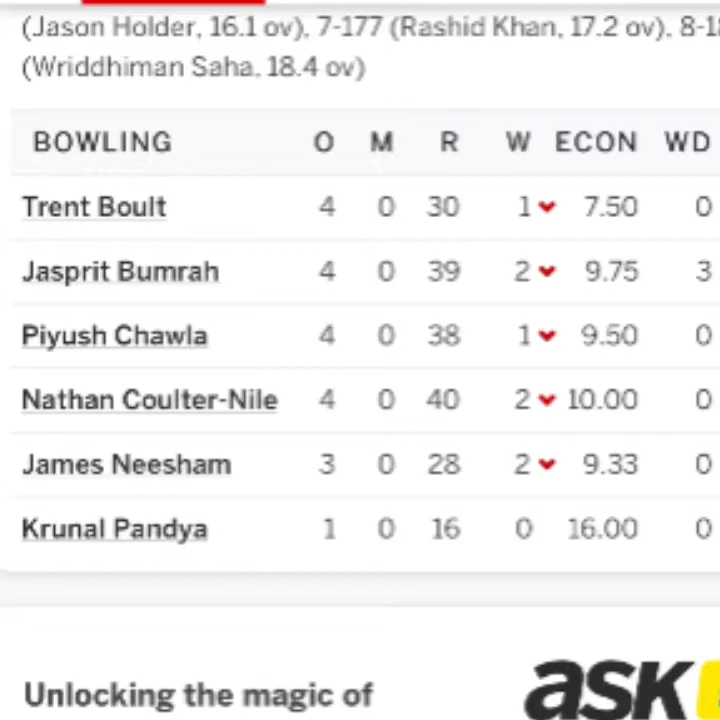 (Jason Holder, 16.1 ov), 7-177 (Rashid Khan, 17.2 ov), 8-18
(Wriddhiman Saha, 18.4 ov)
BOWLING O M R W ECON WD
Trent Boult 4 0 30 1 7.50 0
Jasprit Bumrah 4 0 39 2 9.75 3
Piyush Chawla 4 0 38 1 9.50 0
Nathan Coulter-Nile 4 0 40 2 10.00 0
James Neesham 3 0 28 2 9.33 0
Krunal Pandya 1 0 16 0 16.00 0
Unlocking the magic of
ask